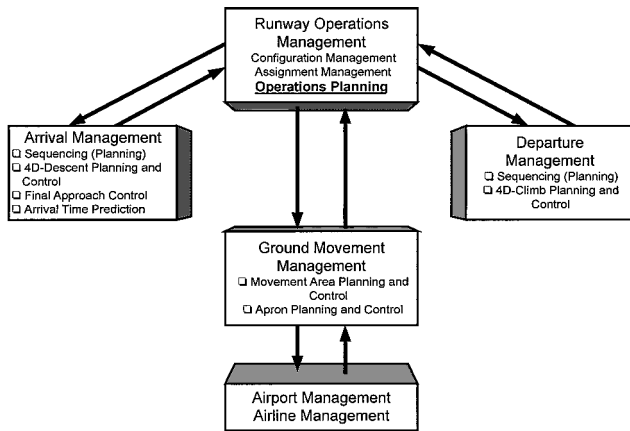 Runway Operations
Management
Configuration Management
Assignment Management
Operations Planning
Arrival Management
❑ Sequencing (Planning)
❑ 4D-Descent Planning and
Control
❑ Final Approach Control
❑ Arrival Time Prediction
Departure
Management
❑ Sequencing (Planning)
❑ 4D-Climb Planning and
Control
Ground Movement
Management
❑ Movement Area Planning and
Control
❑ Apron Planning and Control
Airport Management
Airline Management